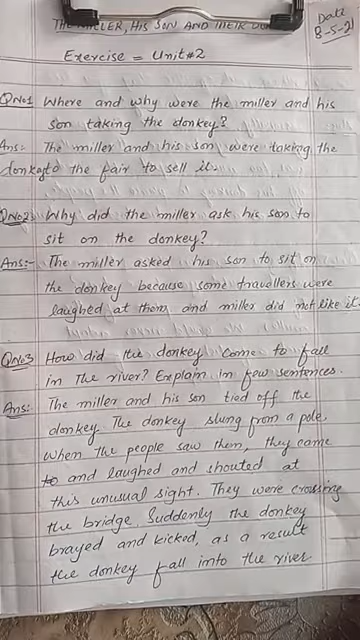 THE MILLER, HIS SON AND THEIR DONKEY
Date
8-5-21
Exercise = Unit#2
QNo1 Where and why were the miller and his
son taking the donkey?
Ans:- The miller and his son were taking the
donkey to the fair to sell it.
QNo2: Why did the miller ask his son to
sit on the donkey?
Ans:- The miller asked his son to sit on
the donkey because some travellers were
laughed at them and miller did not like it.
QNo3 How did the donkey come to fall
in The river? Explain in few sentences.
Ans: The miller and his son tied off the
donkey. The donkey slung from a pole,
when the people saw them, they came
to and laughed and shouted at
this unusual sight. They were crossing
the bridge. Suddenly the donkey
brayed and kicked, as a result
the donkey fall into the river